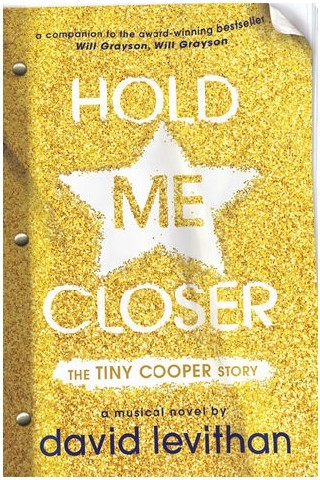 a companion to the award-winning bestseller
Will Grayson, Will Grayson
HOLD
ME
CLOSER
THE TINY COOPER STORY
a musical novel by
david levithan